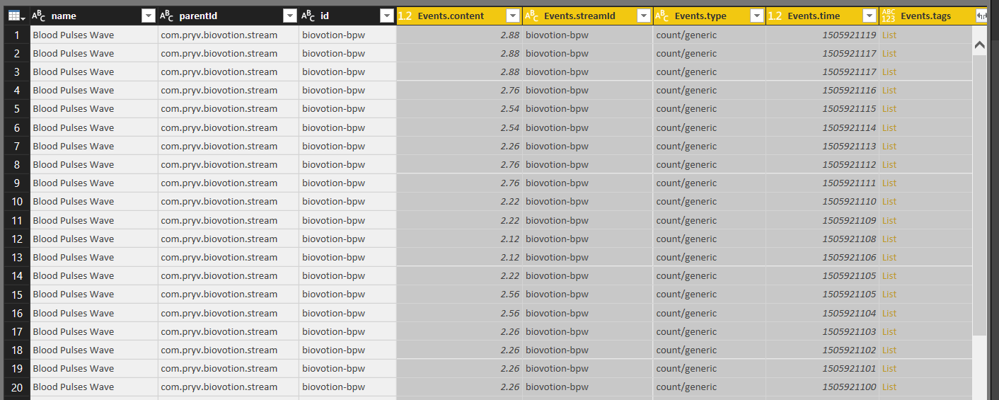 ABC name ABC parentId ABC id 1.2 Events.content ABC Events.streamId ABC Events.type 1.2 Events.time ABC 123 Events.tags
1 Blood Pulses Wave com.pryv.biovotion.stream biovotion-bpw 2.88 biovotion-bpw count/generic 1505921119 List
2 Blood Pulses Wave com.pryv.biovotion.stream biovotion-bpw 2.88 biovotion-bpw count/generic 1505921117 List
3 Blood Pulses Wave com.pryv.biovotion.stream biovotion-bpw 2.88 biovotion-bpw count/generic 1505921117 List
4 Blood Pulses Wave com.pryv.biovotion.stream biovotion-bpw 2.76 biovotion-bpw count/generic 1505921116 List
5 Blood Pulses Wave com.pryv.biovotion.stream biovotion-bpw 2.54 biovotion-bpw count/generic 1505921115 List
6 Blood Pulses Wave com.pryv.biovotion.stream biovotion-bpw 2.54 biovotion-bpw count/generic 1505921114 List
7 Blood Pulses Wave com.pryv.biovotion.stream biovotion-bpw 2.26 biovotion-bpw count/generic 1505921113 List
8 Blood Pulses Wave com.pryv.biovotion.stream biovotion-bpw 2.76 biovotion-bpw count/generic 1505921112 List
9 Blood Pulses Wave com.pryv.biovotion.stream biovotion-bpw 2.76 biovotion-bpw count/generic 1505921111 List
10 Blood Pulses Wave com.pryv.biovotion.stream biovotion-bpw 2.22 biovotion-bpw count/generic 1505921110 List
11 Blood Pulses Wave com.pryv.biovotion.stream biovotion-bpw 2.22 biovotion-bpw count/generic 1505921109 List
12 Blood Pulses Wave com.pryv.biovotion.stream biovotion-bpw 2.12 biovotion-bpw count/generic 1505921108 List
13 Blood Pulses Wave com.pryv.biovotion.stream biovotion-bpw 2.12 biovotion-bpw count/generic 1505921106 List
14 Blood Pulses Wave com.pryv.biovotion.stream biovotion-bpw 2.22 biovotion-bpw count/generic 1505921105 List
15 Blood Pulses Wave com.pryv.biovotion.stream biovotion-bpw 2.56 biovotion-bpw count/generic 1505921105 List
16 Blood Pulses Wave com.pryv.biovotion.stream biovotion-bpw 2.56 biovotion-bpw count/generic 1505921104 List
17 Blood Pulses Wave com.pryv.biovotion.stream biovotion-bpw 2.26 biovotion-bpw count/generic 1505921103 List
18 Blood Pulses Wave com.pryv.biovotion.stream biovotion-bpw 2.26 biovotion-bpw count/generic 1505921102 List
19 Blood Pulses Wave com.pryv.biovotion.stream biovotion-bpw 2.26 biovotion-bpw count/generic 1505921101 List
20 Blood Pulses Wave com.pryv.biovotion.stream biovotion-bpw 2.26 biovotion-bpw count/generic 1505921100 List